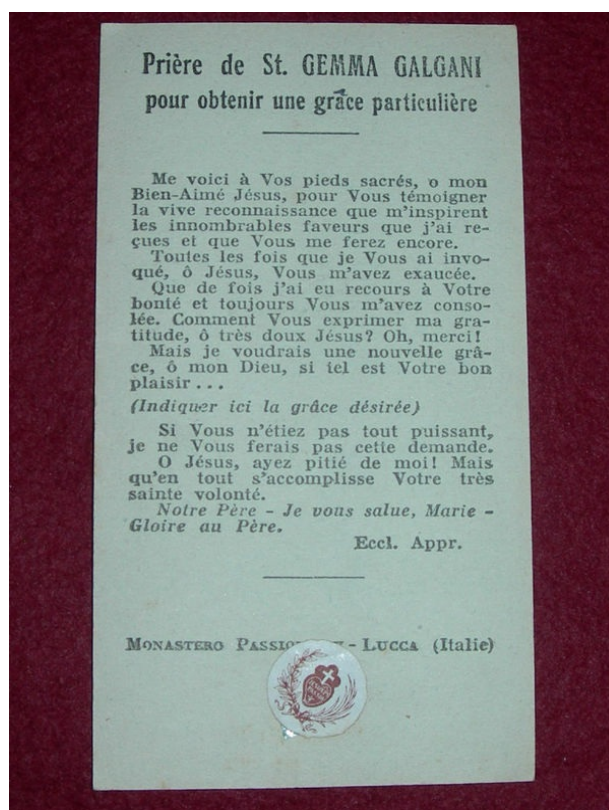 Prière de St. GEMMA GALGANI
pour obtenir une grâce particulière
Me voici à Vos pieds sacrés, o mon
Bien-Aimé Jésus, pour Vous témoigner
la vive reconnaissance que m'inspirent
les innombrables faveurs que j'ai re-
çues et que Vous me ferez encore.
Toutes les fois que je Vous ai invo-
qué, ô Jésus, Vous m'avez exaucée.
Que de fois j'ai eu recours à Votre
bonté et toujours Vous m'avez conso-
lée. Comment Vous exprimer ma gra-
titude, ô très doux Jésus? Oh, merci!
Mais je voudrais une nouvelle grâ-
ce, ô mon Dieu, si tel est Votre bon
plaisir . . .
(Indiquer ici la grâce désirée)
Si Vous n'étiez pas tout puissant,
je ne Vous ferais pas cette demande.
O Jésus, ayez pitié de moi! Mais
qu'en tout s'accomplisse Votre très
sainte volonté.
Notre Père - Je vous salue, Marie -
Gloire au Père.
Eccl. Appr.
MONASTERO - LUCCA (Italie)